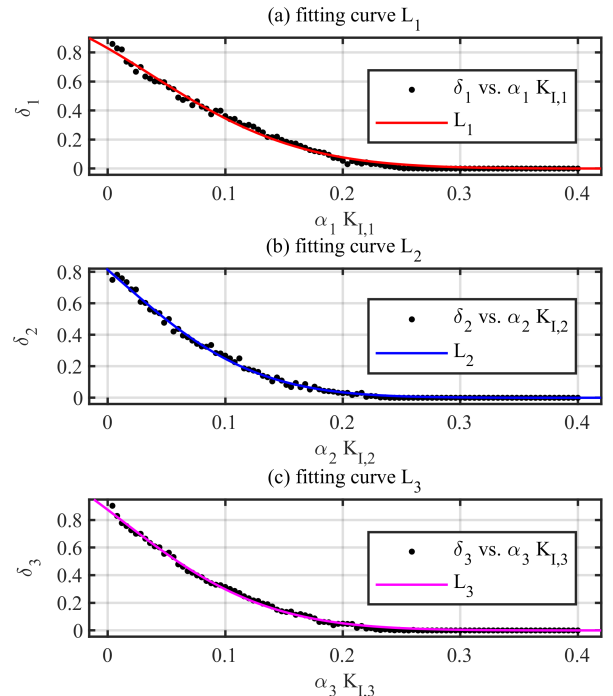 (a) fitting curve L1
0.8
0.6
0.4
0.2
0
δ1
δ1 vs. α1 KI,1
L1
0 0.1 0.2 0.3 0.4
α1 KI,1
(b) fitting curve L2
0.8
0.6
0.4
0.2
0
δ2
δ2 vs. α2 KI,2
L2
0 0.1 0.2 0.3 0.4
α2 KI,2
(c) fitting curve L3
0.8
0.6
0.4
0.2
0
δ3
δ3 vs. α3 KI,3
L3
0 0.1 0.2 0.3 0.4
α3 KI,3